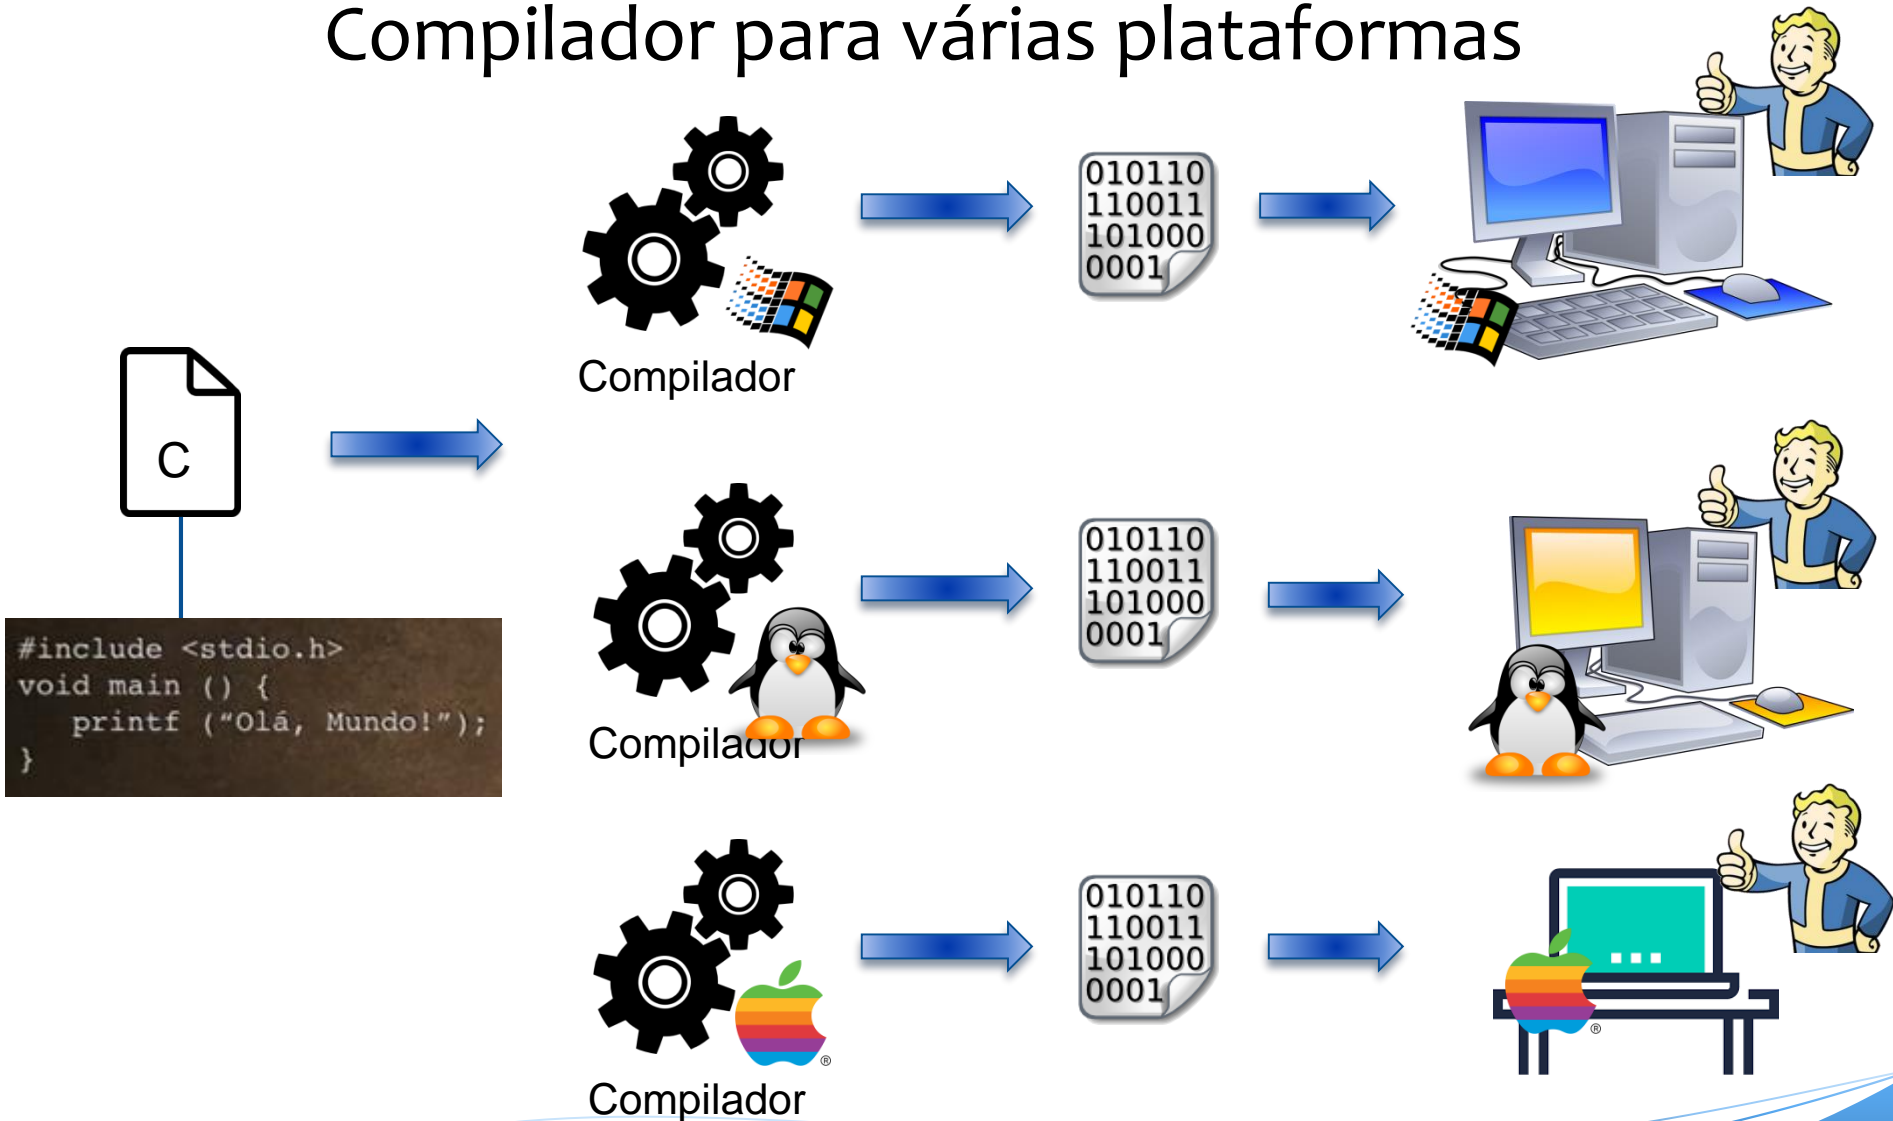 Compilador para várias plataformas
010110
110011
101000
0001
Compilador
C
010110
110011
101000
0001
#include <stdio.h>
void main () {
printf (“Olá, Mundo!”);
}
Compilador
010110
110011
101000
0001
®
®
Compilador